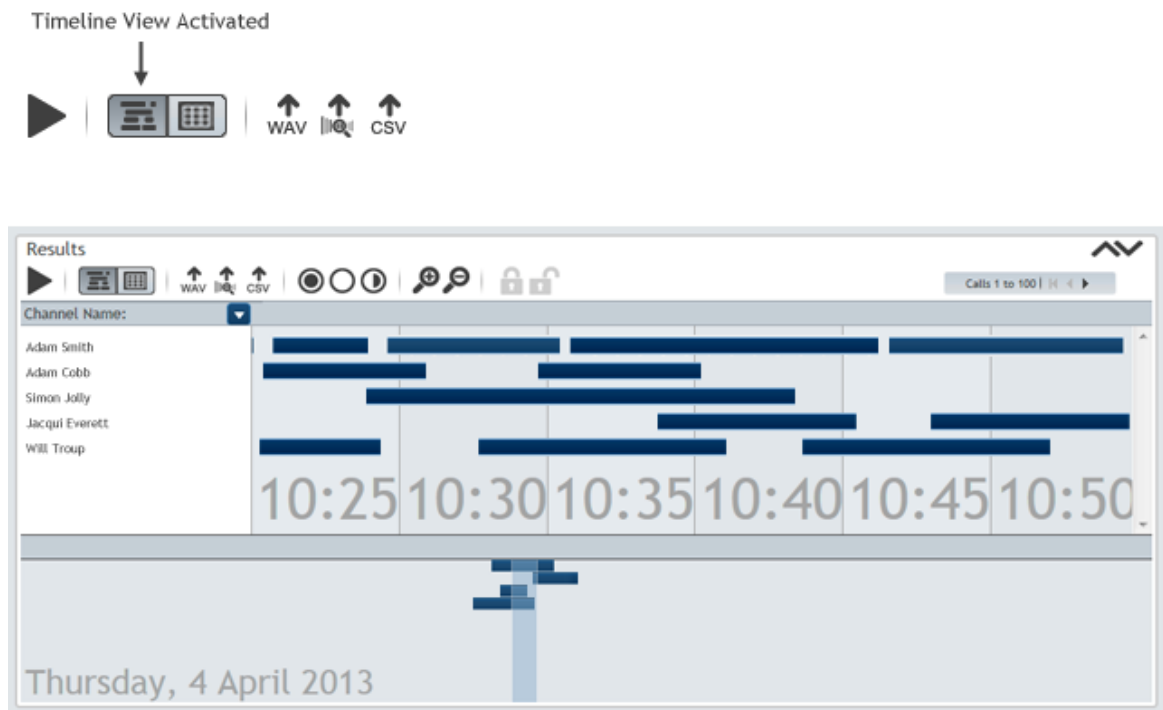 Timeline View Activated
WAV CSV
Results
WAV CSV
Calls 1 to 100
Channel Name:
Adam Smith
Adam Cobb
Simon Jolly
Jacqui Everett
Will Troup
10:25 10:30 10:35 10:40 10:45 10:50
Thursday, 4 April 2013